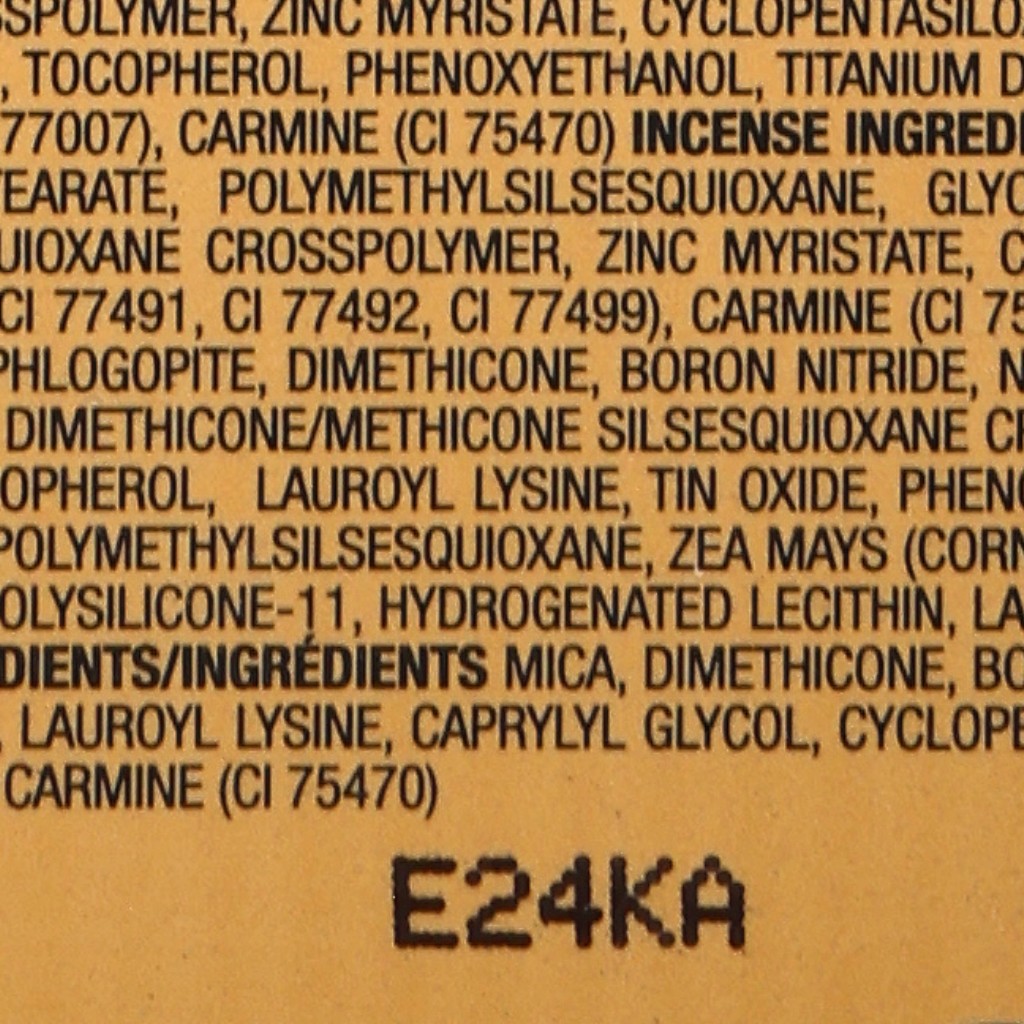 SSPOLYMER, ZINC MYRISTATE, CYCLOPENTASILO
, TOCOPHEROL, PHENOXYETHANOL, TITANIUM D
77007), CARMINE (CI 75470) INCENSE INGREDI
TEARATE, POLYMETHYLSILSESQUIOXANE, GLYC
UIOXANE CROSSPOLYMER, ZINC MYRISTATE, C
CI 77491, CI 77492, CI 77499), CARMINE (CI 75
PHLOGOPITE, DIMETHICONE, BORON NITRIDE, N
DIMETHICONE/METHICONE SILSESQUIOXANE CR
OPHEROL, LAUROYL LYSINE, TIN OXIDE, PHENO
POLYMETHYLSILSESQUIOXANE, ZEA MAYS (CORN
OLYSILICONE-11, HYDROGENATED LECITHIN, LA
DIENTS/INGRÉDIENTS MICA, DIMETHICONE, BO
, LAUROYL LYSINE, CAPRYLYL GLYCOL, CYCLOPE
CARMINE (CI 75470)
E24KA